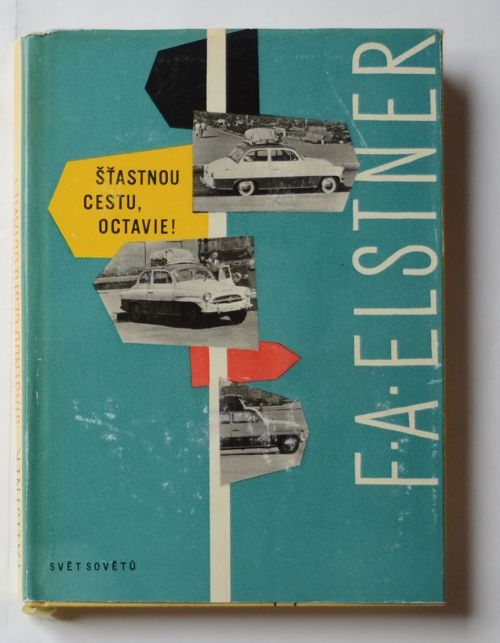 ŠŤASTNOU
CESTU,
OCTAVIE!
F·A·ELSTNER
SVĚT SOVĚTŮ